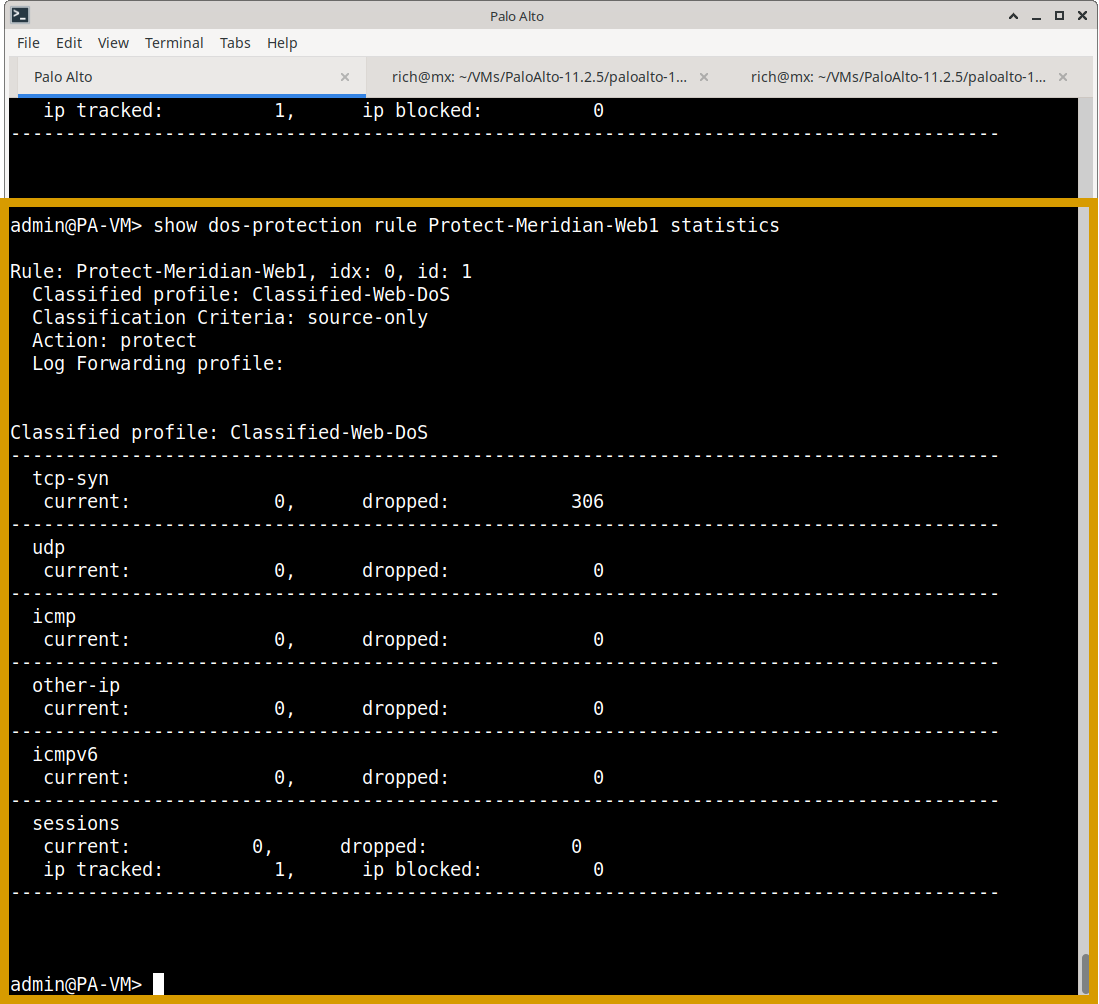 Palo Alto
File Edit View Terminal Tabs Help
Palo Alto rich@mx: ~/VMs/PaloAlto-11.2.5/paloalto-1... rich@mx: ~/VMs/PaloAlto-11.2.5/paloalto-1...
   ip tracked:          1,      ip blocked:          0
------------------------------------------------------------------------------------------
admin@PA-VM> show dos-protection rule Protect-Meridian-Web1 statistics
Rule: Protect-Meridian-Web1, idx: 0, id: 1
  Classified profile: Classified-Web-DoS
  Classification Criteria: source-only
  Action: protect
  Log Forwarding profile:
Classified profile: Classified-Web-DoS
------------------------------------------------------------------------------------------
  tcp-syn
   current:             0,      dropped:           306
------------------------------------------------------------------------------------------
  udp
   current:             0,      dropped:             0
------------------------------------------------------------------------------------------
  icmp
   current:             0,      dropped:             0
------------------------------------------------------------------------------------------
  other-ip
   current:             0,      dropped:             0
------------------------------------------------------------------------------------------
  icmpv6
   current:             0,      dropped:             0
------------------------------------------------------------------------------------------
  sessions
   current:           0,      dropped:             0
   ip tracked:          1,      ip blocked:          0
------------------------------------------------------------------------------------------
admin@PA-VM>